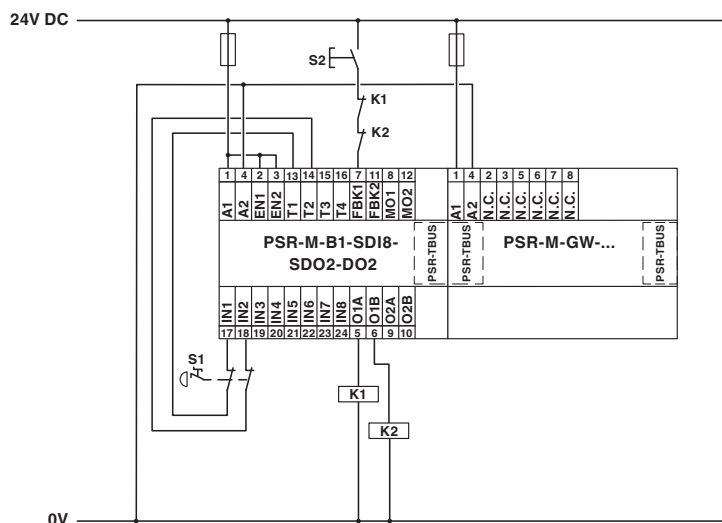 24V DC
S2
K1
K2
1 4 2 3 13 14 15 16 7 11 8 12
A1 A2 EN1 EN2 T1 T2 T3 T4 FBK1 FBK2 MO1 MO2
1 4 2 3 5 6 7 8
A1 A2 N.C. N.C. N.C. N.C. N.C. N.C.
PSR-M-B1-SDI8-
SDO2-DO2
PSR-TBUS
PSR-TBUS
PSR-M-GW-...
PSR-TBUS
IN1 IN2 IN3 IN4 IN5 IN6 IN7 IN8 O1A O1B O2A O2B
17 18 19 20 21 22 23 24 5 6 9 10
S1
K1
K2
0V